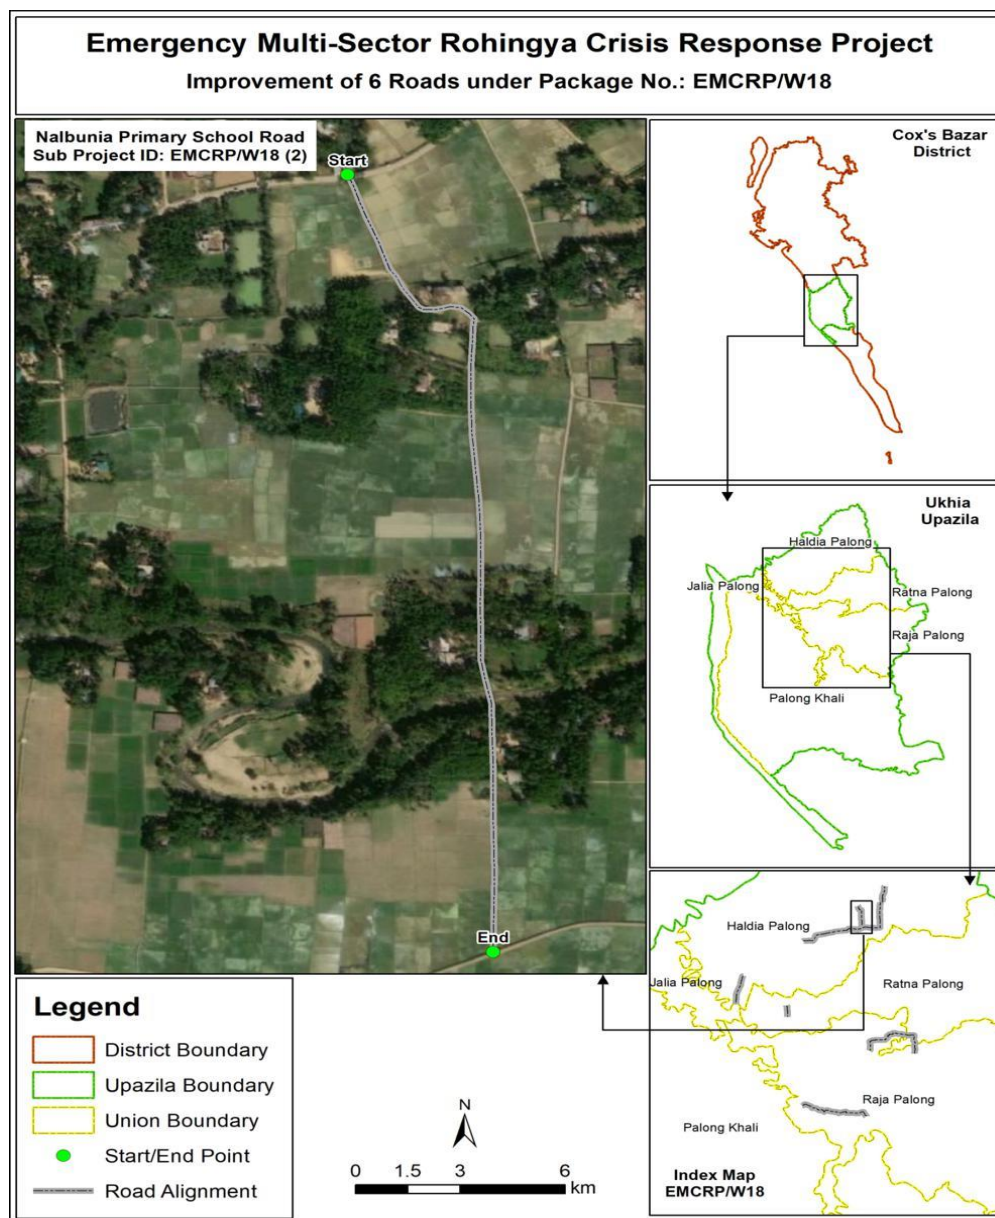 Emergency Multi-Sector Rohingya Crisis Response Project
Improvement of 6 Roads under Package No.: EMCRP/W18
Nalbunia Primary School Road
Sub Project ID: EMCRP/W18 (2)
Start
End
Cox's Bazar
District
Ukhia
Upazila
Haldia Palong
Jalia Palong
Ratna Palong
Raja Palong
Palong Khali
Haldia Palong
Jalia Palong
Ratna Palong
Raja Palong
Palong Khali
Index Map
EMCRP/W18
Legend
District Boundary
Upazila Boundary
Union Boundary
Start/End Point
Road Alignment
N
0 1.5 3 6
km